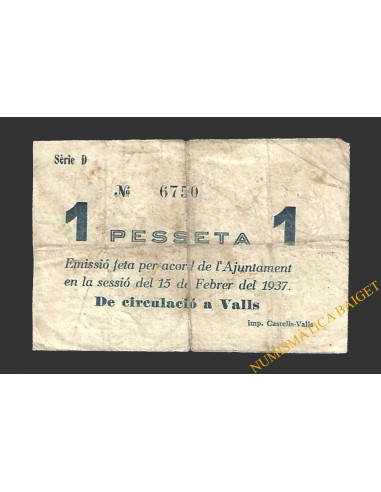 Sèrie D
№ 6750
1 PESSETA 1
Emissió feta per acord de l'Ajuntament
en la sessió del 15 de Febrer del 1937.
De circulació a Valls
Imp. Castells-Valls
NUMISMÀTICA BAIGET